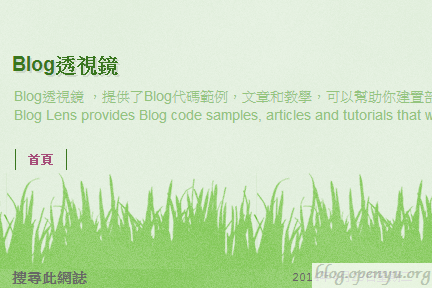 Blog透視鏡
Blog透視鏡 ，提供了Blog代碼範例，文章和教學，可以幫助你建置
Blog Lens provides Blog code samples, articles and tutorials that
首頁
搜尋此網誌
201
blog.openyu.org